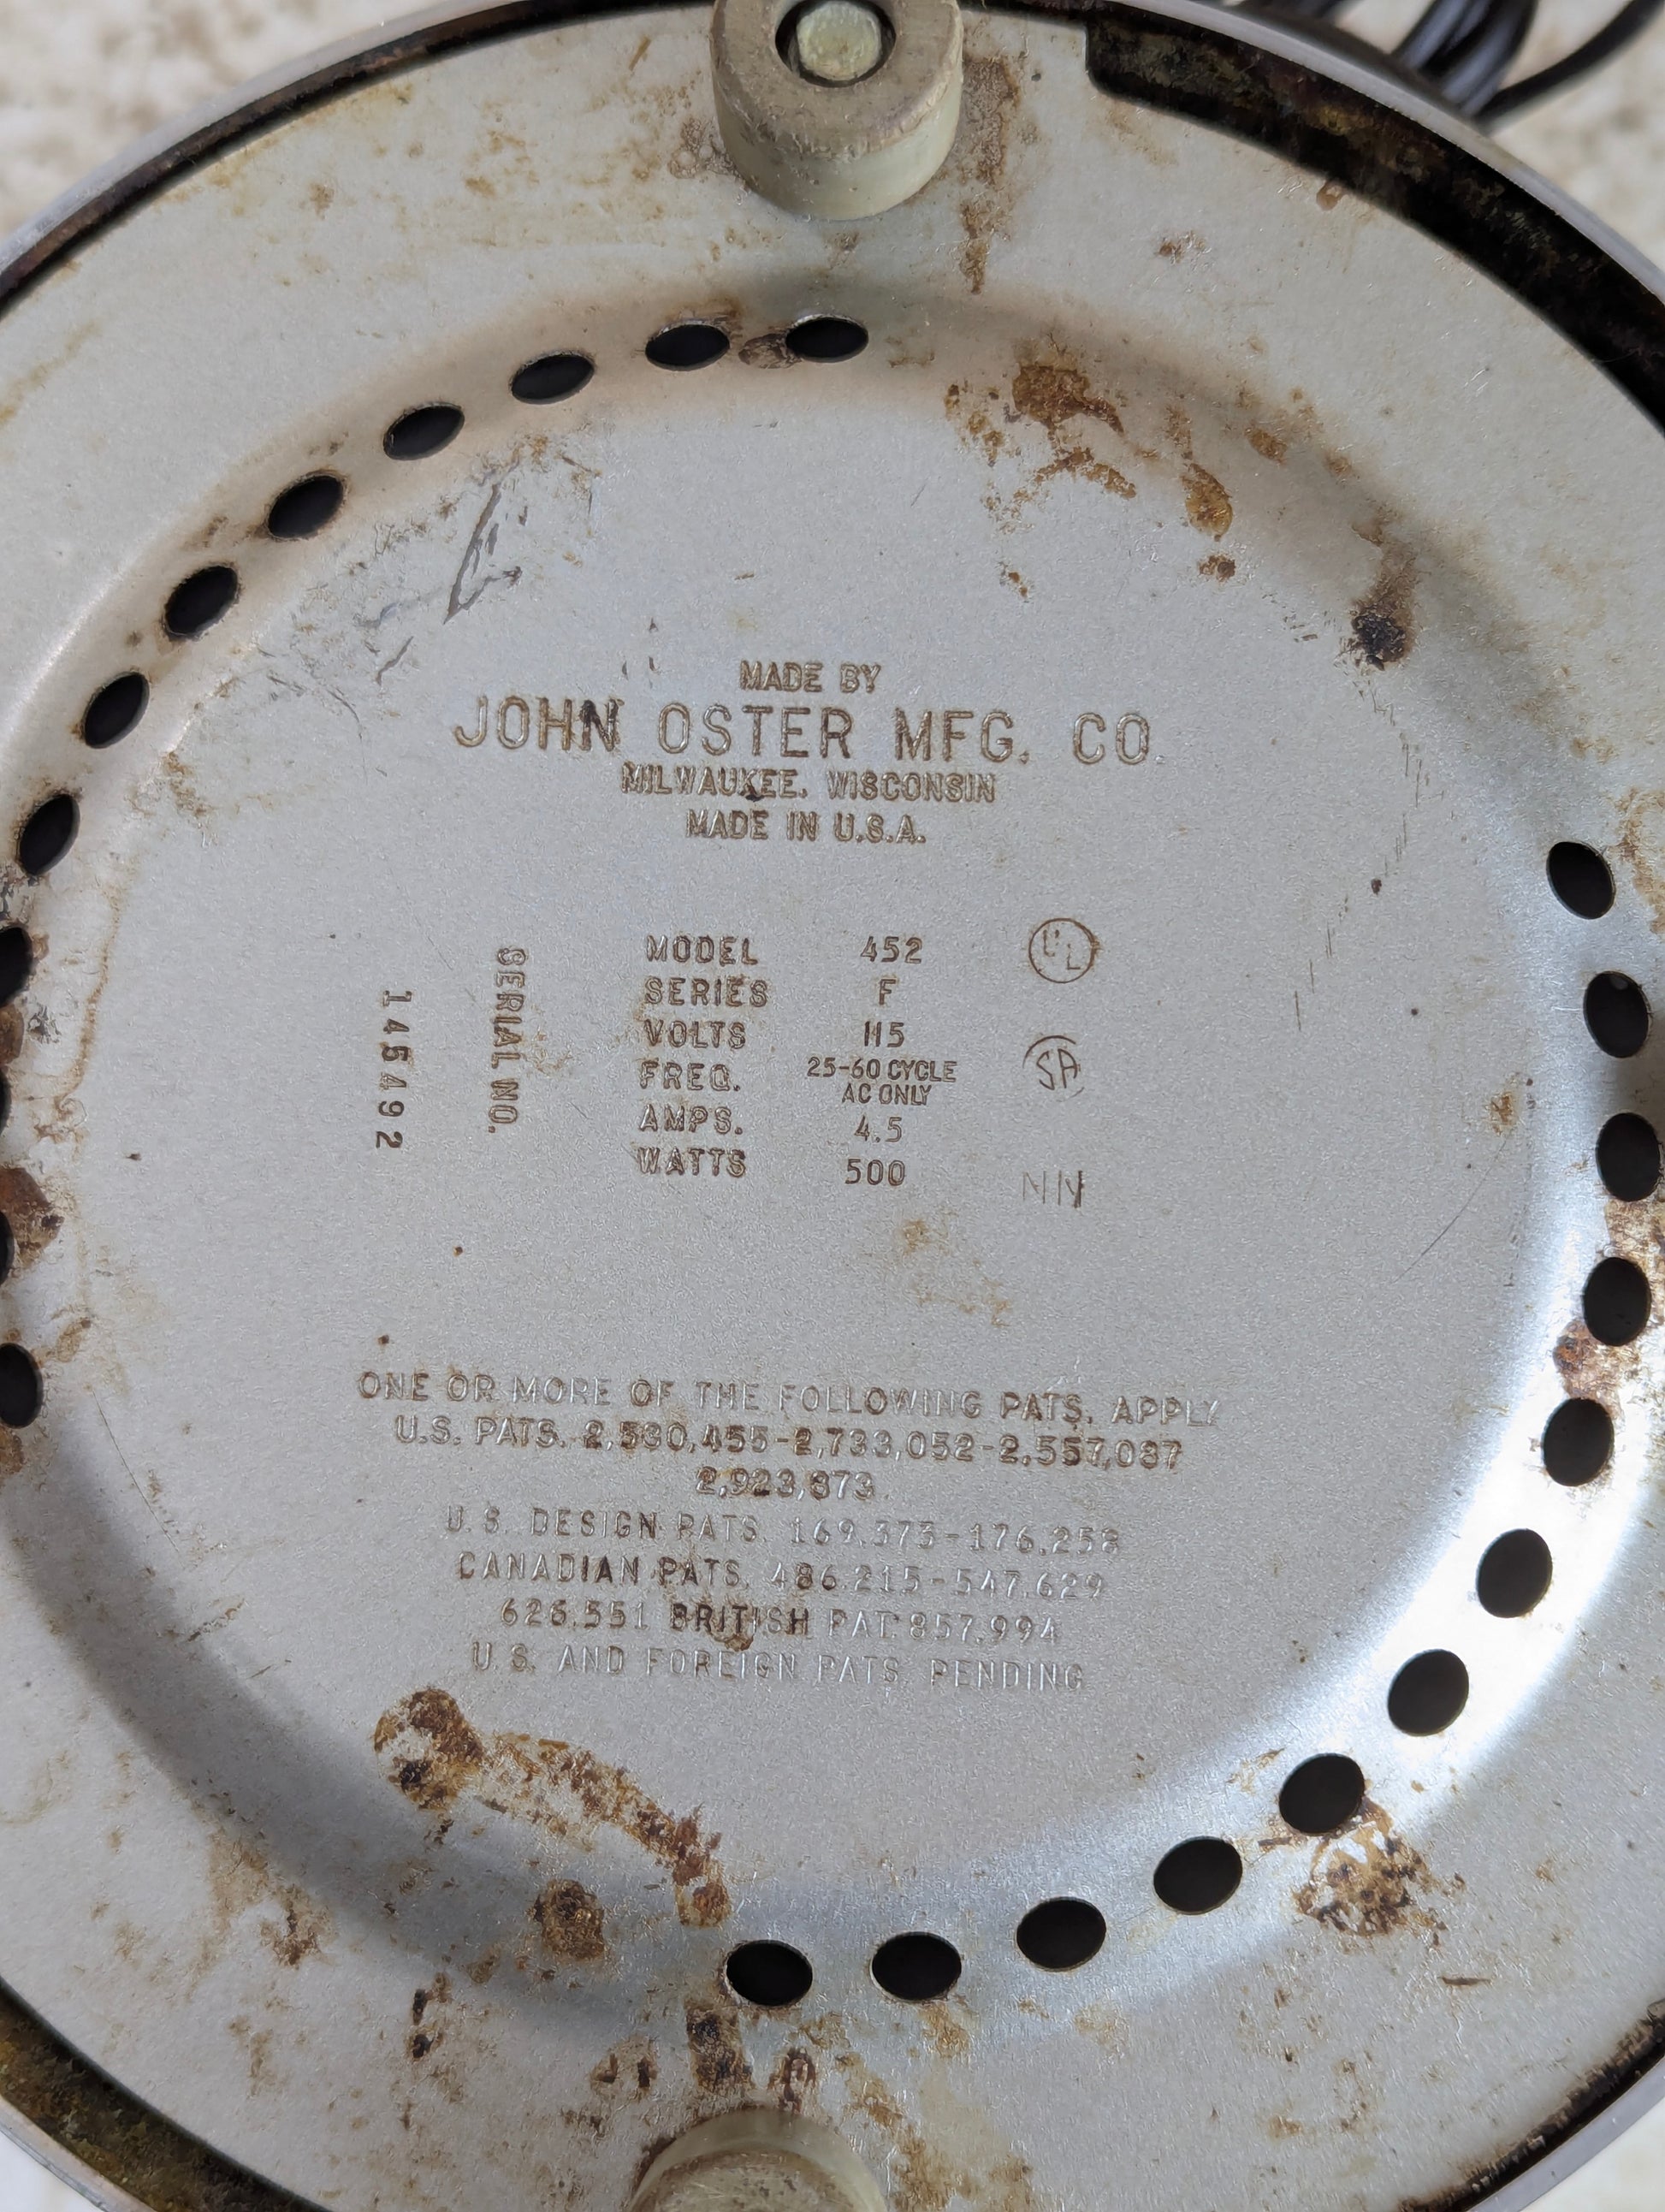 MADE BY
JOHN OSTER MFG. CO.
MILWAUKEE, WISCONSIN
MADE IN U.S.A.
MODEL 452
SERIES F
VOLTS 115
FREQ. 25-60 CYCLE
AC ONLY
AMPS. 4.5
WATTS 500
UL
SA
NN
SERIAL NO.
145492
ONE OR MORE OF THE FOLLOWING PATS. APPLY
U.S. PATS. 2,530,455-2,733,052-2,557,087
2,923,873
U.S. DESIGN PATS. 169,373-176,258
CANADIAN PATS. 486,215-547,629
626,551 BRITISH PAT. 857,994
U.S. AND FOREIGN PATS. PENDING